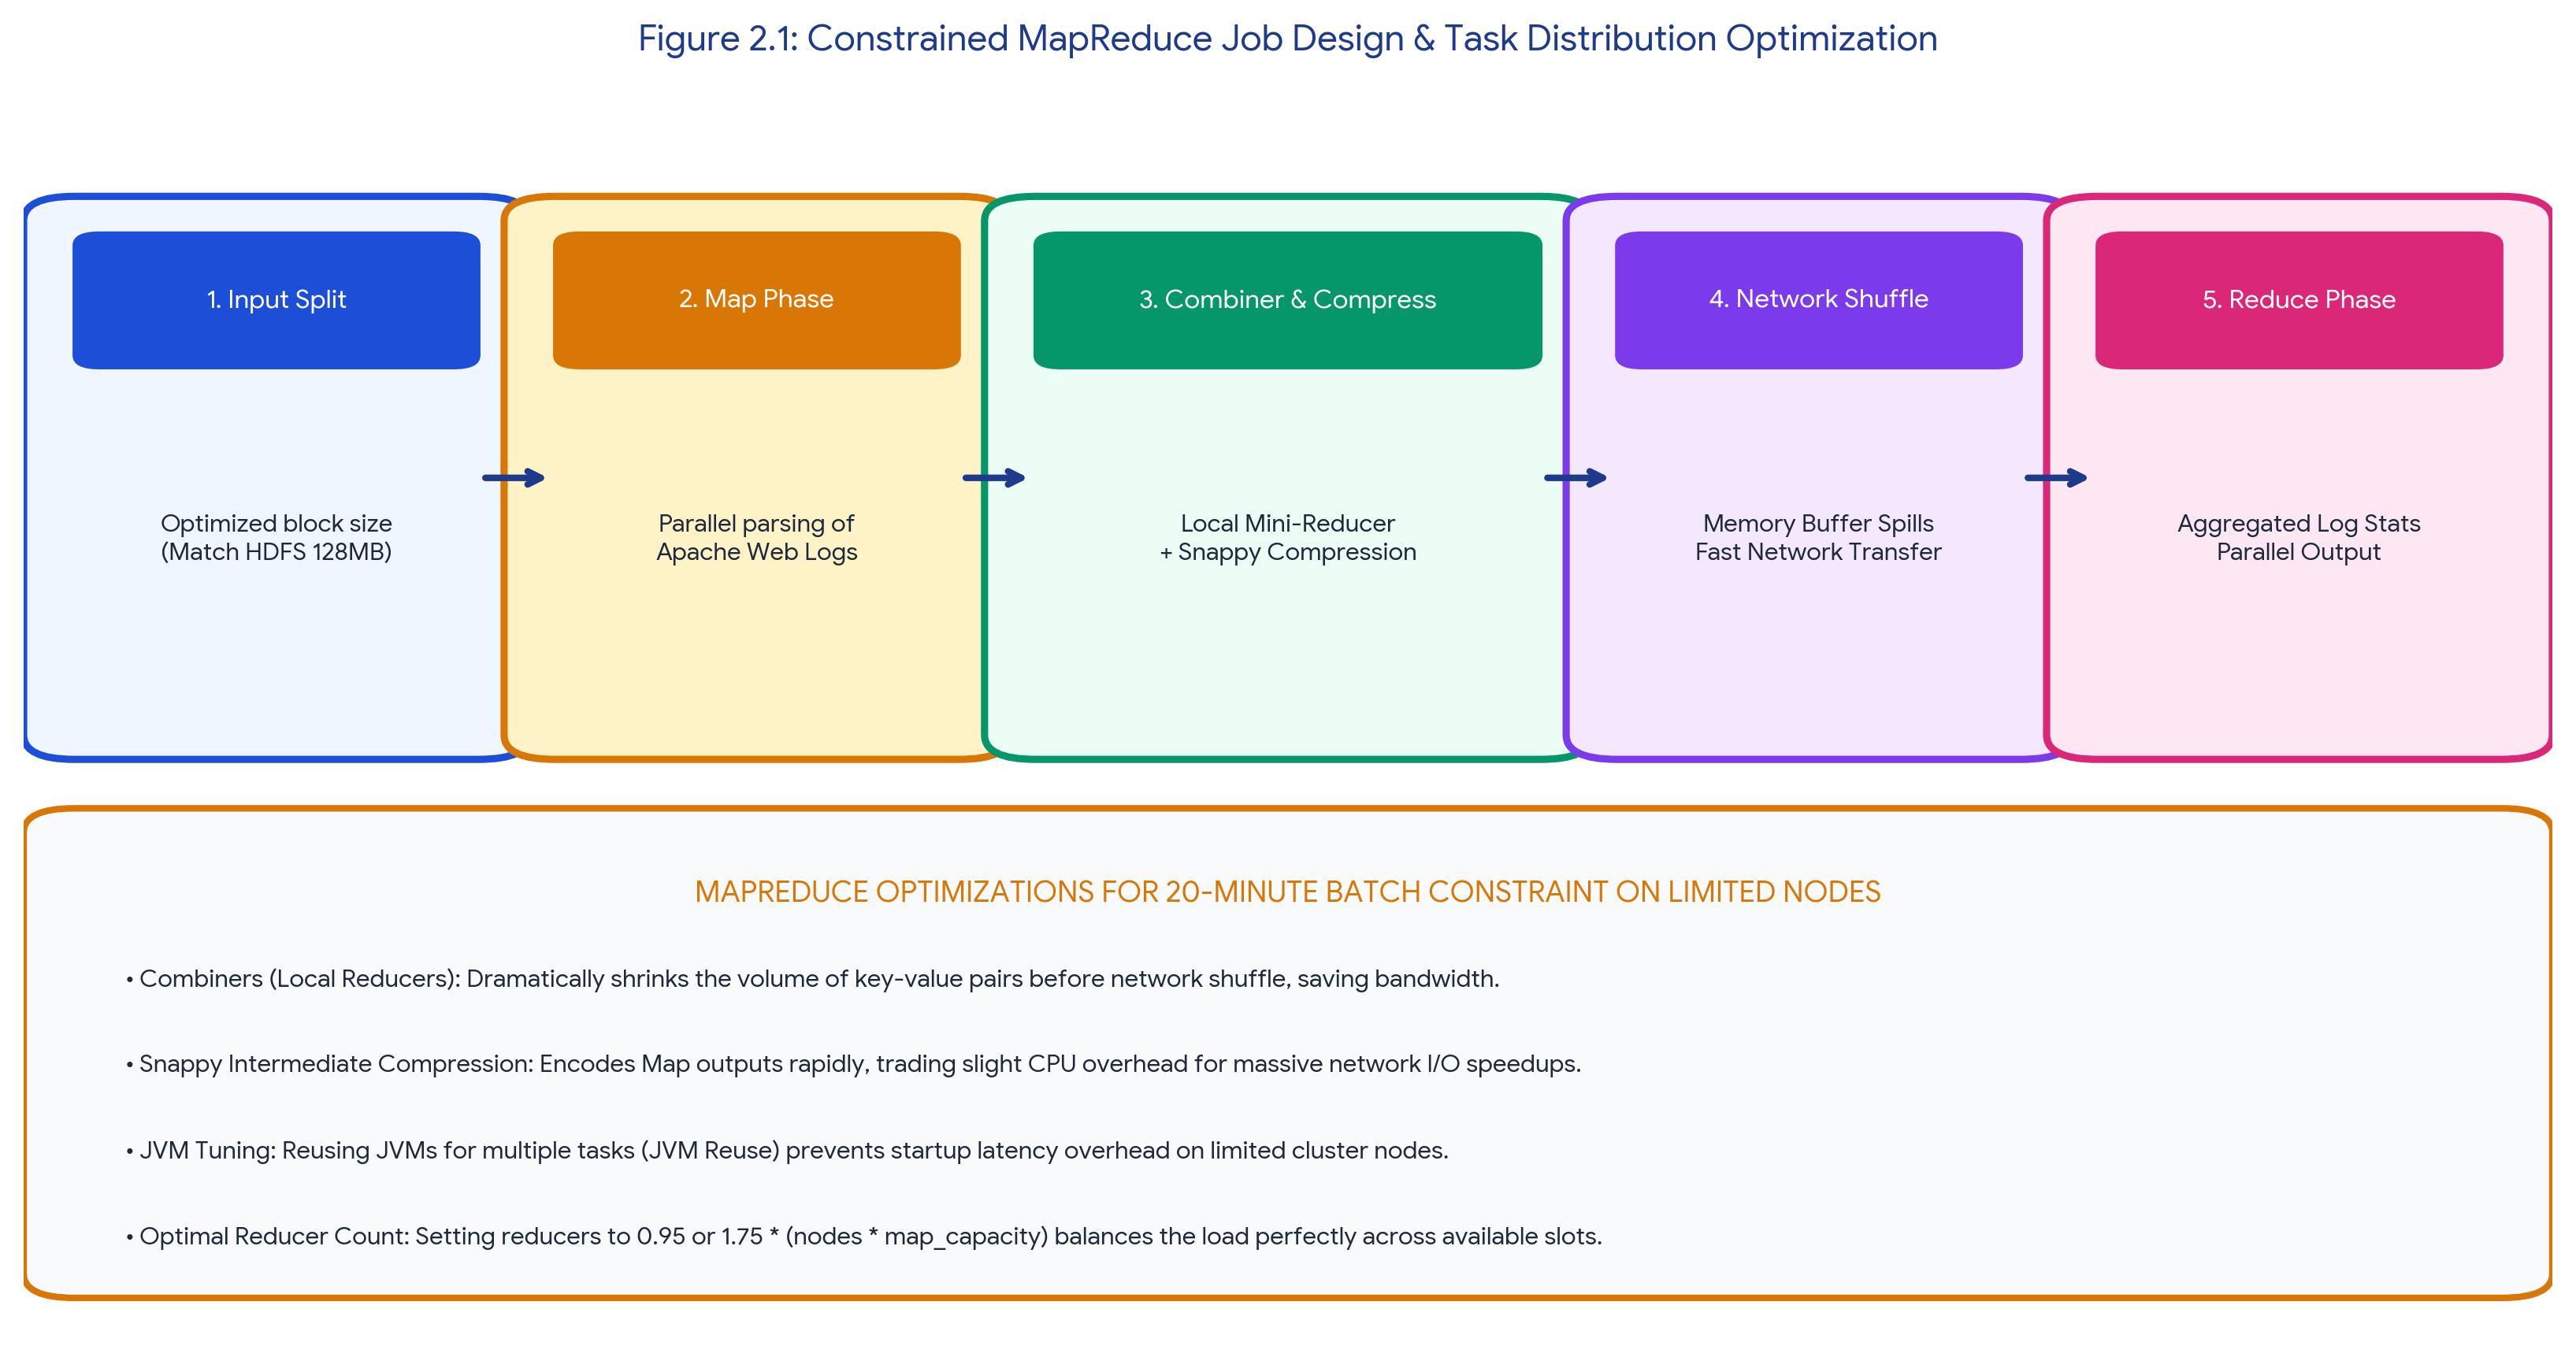 Figure 2.1: Constrained MapReduce Job Design & Task Distribution Optimization
1. Input Split
2. Map Phase
3. Combiner & Compress
4. Network Shuffle
5. Reduce Phase
Optimized block size
(Match HDFS 128MB)
Parallel parsing of
Apache Web Logs
Local Mini-Reducer
+ Snappy Compression
Memory Buffer Spills
Fast Network Transfer
Aggregated Log Stats
Parallel Output
MAPREDUCE OPTIMIZATIONS FOR 20-MINUTE BATCH CONSTRAINT ON LIMITED NODES
• Combiners (Local Reducers): Dramatically shrinks the volume of key-value pairs before network shuffle, saving bandwidth.
• Snappy Intermediate Compression: Encodes Map outputs rapidly, trading slight CPU overhead for massive network I/O speedups.
• JVM Tuning: Reusing JVMs for multiple tasks (JVM Reuse) prevents startup latency overhead on limited cluster nodes.
• Optimal Reducer Count: Setting reducers to 0.95 or 1.75 * (nodes * map_capacity) balances the load perfectly across available slots.